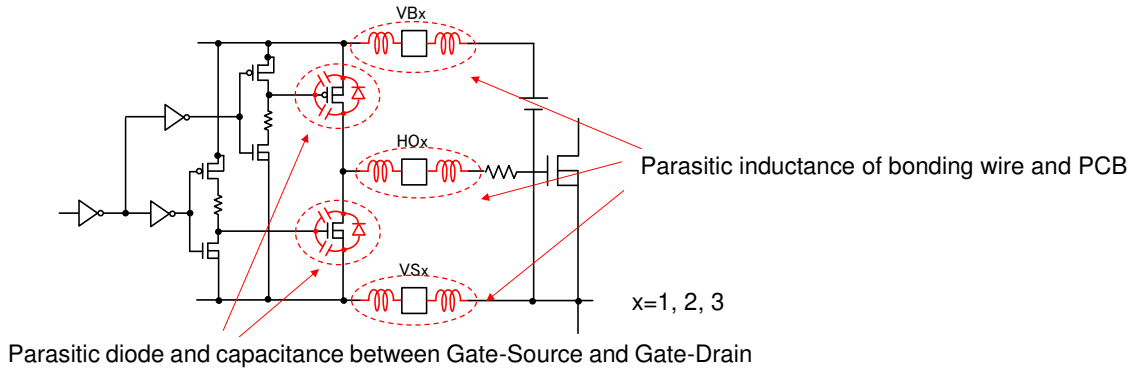 VBx
HOx
Parasitic inductance of bonding wire and PCB
VSx
x=1, 2, 3
Parasitic diode and capacitance between Gate-Source and Gate-Drain